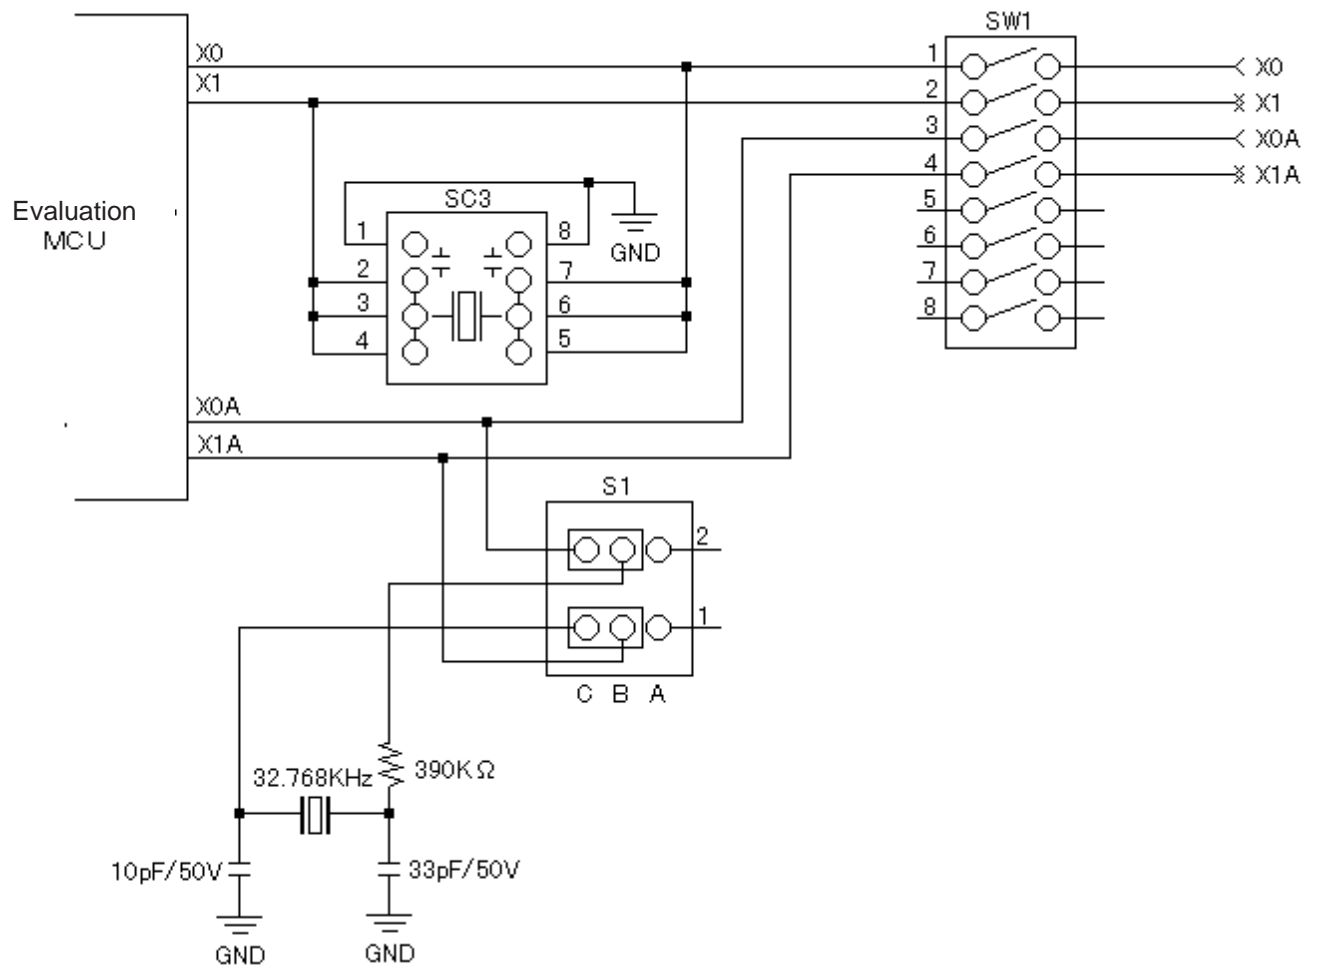 SW1
X0
1
X0
X1
2
X1
3
X0A
4
X1A
Evaluation
MCU
SC3
GND
1
8
2
7
3
6
4
5
5
6
7
8
X0A
X1A
S1
2
1
C B A
32.768KHz
390KΩ
10pF/50V
33pF/50V
GND
GND